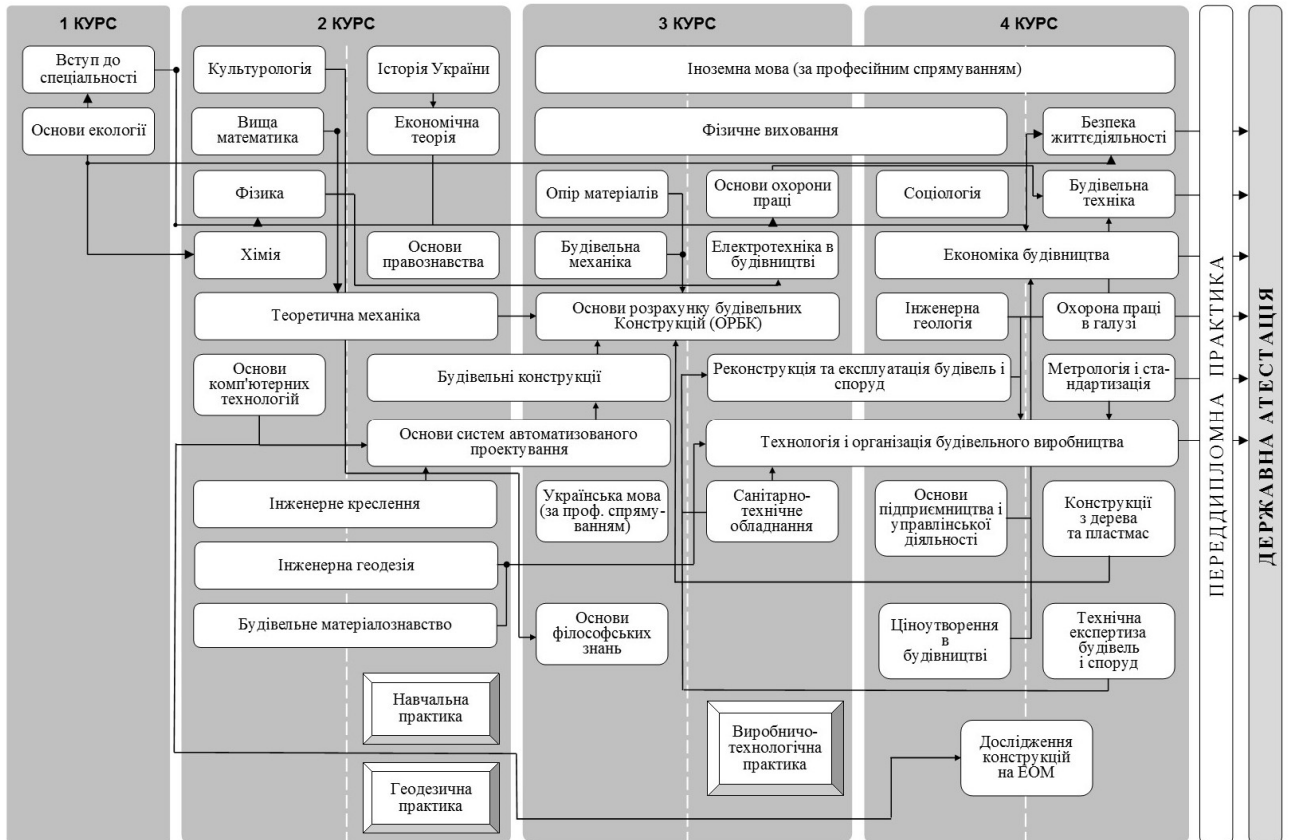 1 КУРС
2 КУРС
3 КУРС
4 КУРС
Вступ до
спеціальності
Культурологія
Історія України
Іноземна мова (за професійним спрямуванням)
Основи екології
Вища
математика
Економічна
теорія
Фізичне виховання
Безпека
життєдіяльності
Фізика
Опір матеріалів
Основи охорони
праці
Соціологія
Будівельна
техніка
Хімія
Основи
правознавства
Будівельна
механіка
Електротехніка в
будівництві
Економіка будівництва
Теоретична механіка
Основи розрахунку будівельних
Конструкцій (ОРБК)
Інженерна
геологія
Охорона праці
в галузі
Основи
комп'ютерних
технологій
Будівельні конструкції
Реконструкція та експлуатація будівель і
споруд
Метрологія і ста-
ндартизація
Основи систем автоматизованого
проектування
Технологія і організація будівельного виробництва
Інженерне креслення
Українська мова
(за проф. спряму-
ванням)
Санітарно-
технічне
обладнання
Основи
підприємництва і
управлінської
діяльності
Конструкції
з дерева
та пластмас
Інженерна геодезія
Будівельне матеріалознавство
Основи
філософських
знань
Ціноутворення
в
будівництві
Технічна
експертиза
будівель
і споруд
Навчальна
практика
Виробничо-
технологічна
практика
Дослідження
конструкцій
на ЕОМ
Геодезична
практика
ПЕРЕДДИПЛОМНА ПРАКТИКА
ДЕРЖАВНА АТЕСТАЦІЯ